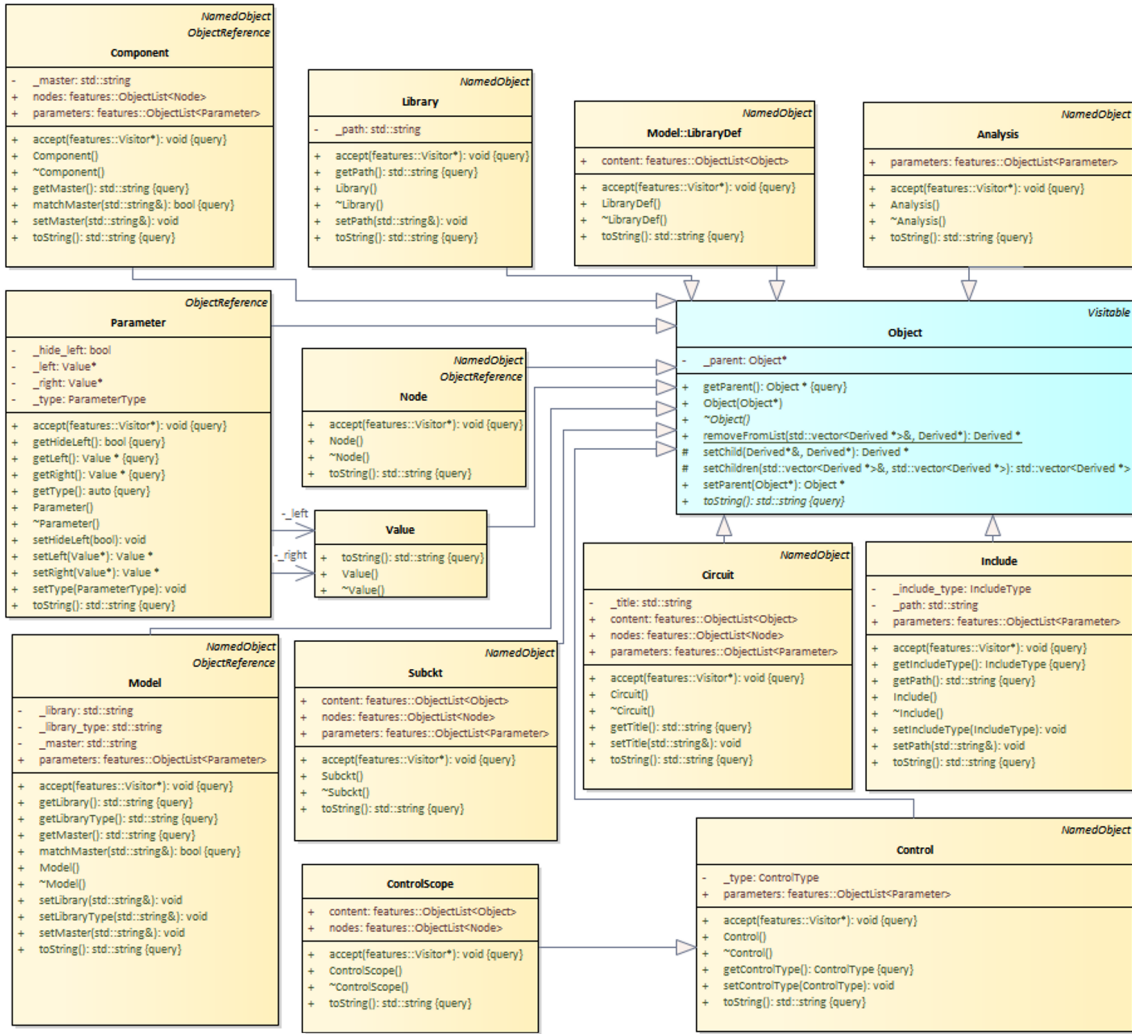 NamedObject
ObjectReference
Component
- _master: std::string
+ nodes: features::ObjectList<Node>
+ parameters: features::ObjectList<Parameter>
+ accept(features::Visitor*): void {query}
+ Component()
+ ~Component()
+ getMaster(): std::string {query}
+ matchMaster(std::string&): bool {query}
+ setMaster(std::string&): void
+ toString(): std::string {query}
NamedObject
Library
- _path: std::string
+ accept(features::Visitor*): void {query}
+ getPath(): std::string {query}
+ Library()
+ ~Library()
+ setPath(std::string&): void
+ toString(): std::string {query}
NamedObject
Model::LibraryDef
+ content: features::ObjectList<Object>
+ accept(features::Visitor*): void {query}
+ LibraryDef()
+ ~LibraryDef()
+ toString(): std::string {query}
NamedObject
Analysis
+ parameters: features::ObjectList<Parameter>
+ accept(features::Visitor*): void {query}
+ Analysis()
+ ~Analysis()
+ toString(): std::string {query}
ObjectReference
Parameter
- _hide_left: bool
- _left: Value*
- _right: Value*
- _type: ParameterType
+ accept(features::Visitor*): void {query}
+ getHideLeft(): bool {query}
+ getLeft(): Value * {query}
+ getRight(): Value * {query}
+ getType(): auto {query}
+ Parameter()
+ ~Parameter()
+ setHideLeft(bool): void
+ setLeft(Value*): Value *
+ setRight(Value*): Value *
+ setType(ParameterType): void
+ toString(): std::string {query}
NamedObject
ObjectReference
Node
+ accept(features::Visitor*): void {query}
+ Node()
+ ~Node()
+ toString(): std::string {query}
Visitable
Object
- _parent: Object*
+ getParent(): Object * {query}
+ Object(Object*)
+ ~Object()
+ removeFromList(std::vector<Derived *>&, Derived*): Derived *
# setChild(Derived*&, Derived*): Derived *
# setChildren(std::vector<Derived *>&, std::vector<Derived *>): std::vector<Derived *>
+ setParent(Object*): Object *
+ toString(): std::string {query}
-_left
-_right
Value
+ toString(): std::string {query}
+ Value()
+ ~Value()
NamedObject
ObjectReference
Model
- _library: std::string
- _library_type: std::string
- _master: std::string
+ parameters: features::ObjectList<Parameter>
+ accept(features::Visitor*): void {query}
+ getLibrary(): std::string {query}
+ getLibraryType(): std::string {query}
+ getMaster(): std::string {query}
+ matchMaster(std::string&): bool {query}
+ Model()
+ ~Model()
+ setLibrary(std::string&): void
+ setLibraryType(std::string&): void
+ setMaster(std::string&): void
+ toString(): std::string {query}
NamedObject
Subckt
+ content: features::ObjectList<Object>
+ nodes: features::ObjectList<Node>
+ parameters: features::ObjectList<Parameter>
+ accept(features::Visitor*): void {query}
+ Subckt()
+ ~Subckt()
+ toString(): std::string {query}
NamedObject
Circuit
- _title: std::string
+ content: features::ObjectList<Object>
+ nodes: features::ObjectList<Node>
+ parameters: features::ObjectList<Parameter>
+ accept(features::Visitor*): void {query}
+ Circuit()
+ ~Circuit()
+ getTitle(): std::string {query}
+ setTitle(std::string&): void
+ toString(): std::string {query}
Include
- _include_type: IncludeType
- _path: std::string
+ parameters: features::ObjectList<Parameter>
+ accept(features::Visitor*): void {query}
+ getIncludeType(): IncludeType {query}
+ getPath(): std::string {query}
+ Include()
+ ~Include()
+ setIncludeType(IncludeType): void
+ setPath(std::string&): void
+ toString(): std::string {query}
ControlScope
+ content: features::ObjectList<Object>
+ nodes: features::ObjectList<Node>
+ accept(features::Visitor*): void {query}
+ ControlScope()
+ ~ControlScope()
+ toString(): std::string {query}
NamedObject
Control
- _type: ControlType
+ parameters: features::ObjectList<Parameter>
+ accept(features::Visitor*): void {query}
+ Control()
+ ~Control()
+ getControlType(): ControlType {query}
+ setControlType(ControlType): void
+ toString(): std::string {query}